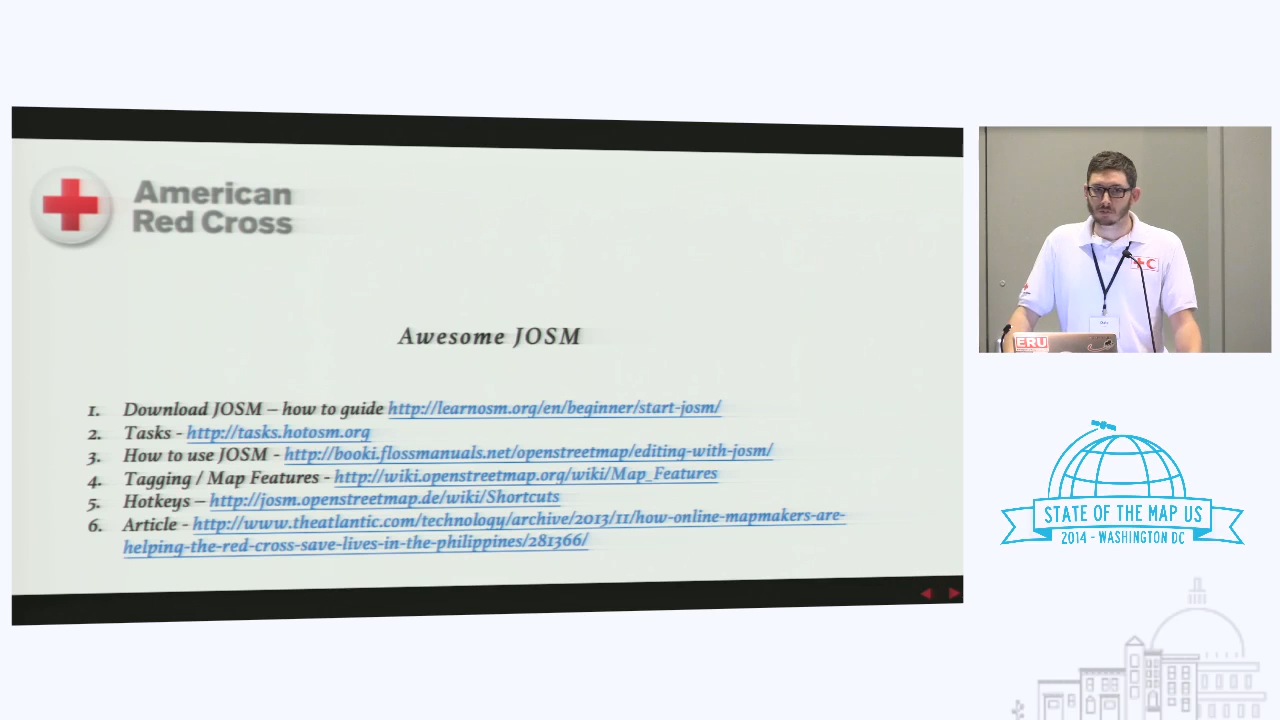 American
Red Cross
Awesome JOSM
1. Download JOSM – how to guide http://learnosm.org/en/beginner/start-josm/
2. Tasks - http://tasks.hotosm.org
3. How to use JOSM - http://booki.flossmanuals.net/openstreetmap/editing-with-josm/
4. Tagging / Map Features - http://wiki.openstreetmap.org/wiki/Map_Features
5. Hotkeys – http://josm.openstreetmap.de/wiki/Shortcuts
6. Article - http://www.theatlantic.com/technology/archive/2013/11/how-online-mapmakers-are-
helping-the-red-cross-save-lives-in-the-philippines/281366/
ERU
STATE OF THE MAP US
2014 - WASHINGTON DC